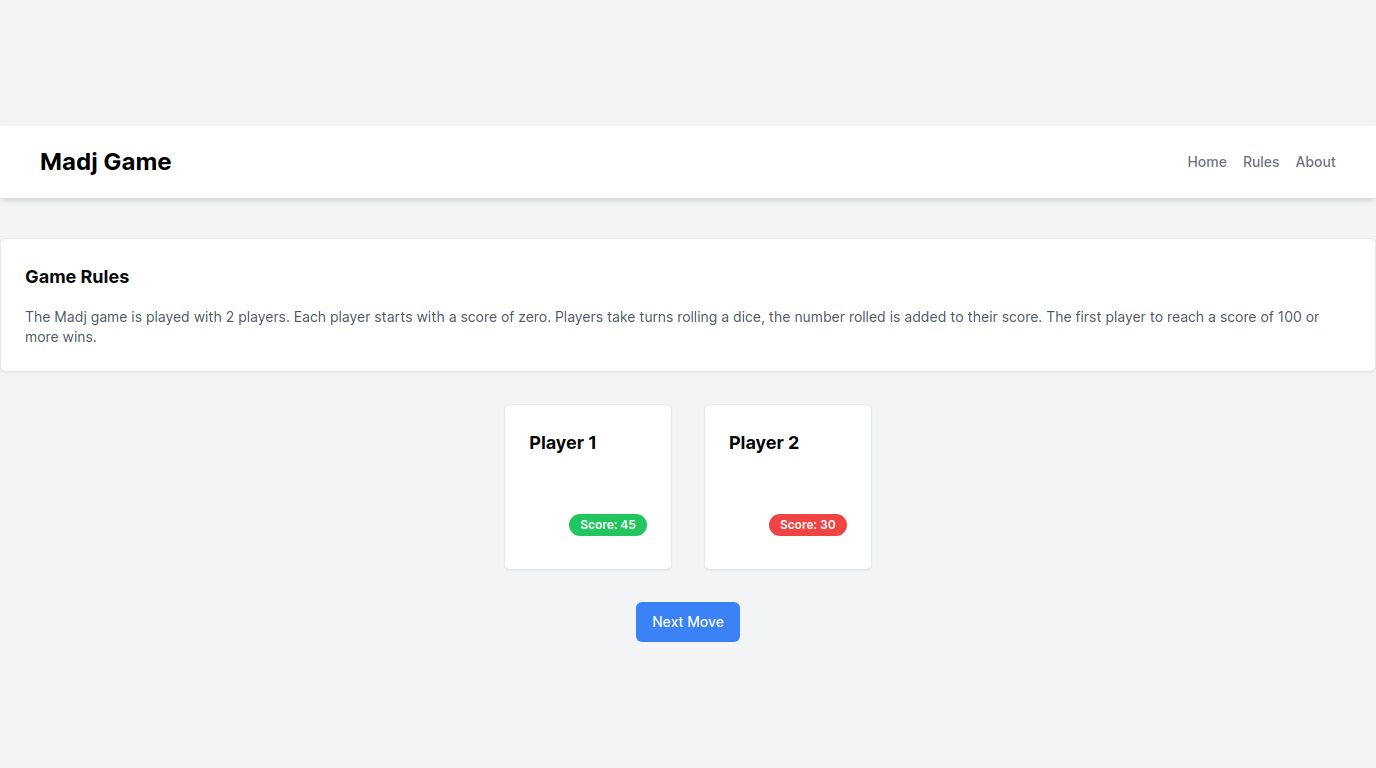 Madj Game
Home Rules About
Game Rules
The Madj game is played with 2 players. Each player starts with a score of zero. Players take turns rolling a dice, the number rolled is added to their score. The first player to reach a score of 100 or
more wins.
Player 1
Score: 45
Player 2
Score: 30
Next Move